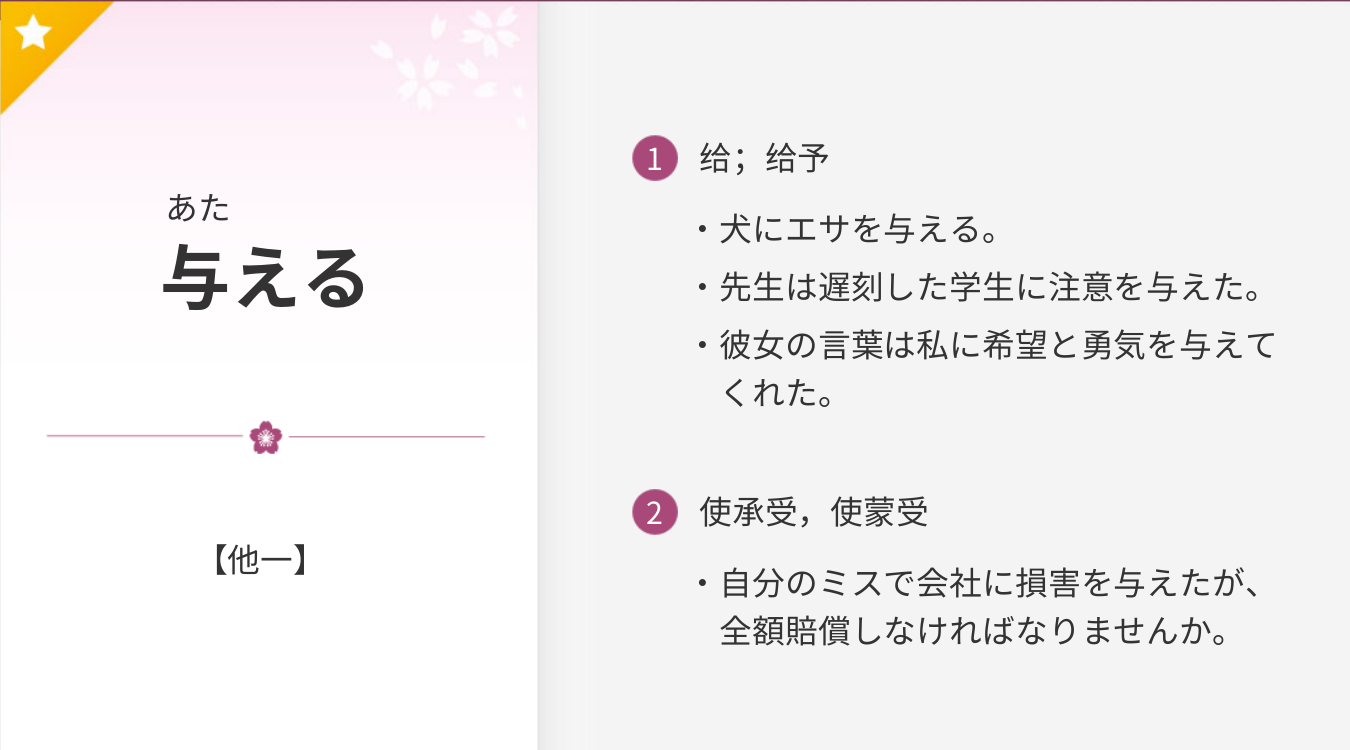 あた
与える
【他一】
1 给；给予
・犬にエサを与える。
・先生は遅刻した学生に注意を与えた。
・彼女の言葉は私に希望と勇気を与えて
くれた。
2 使承受，使蒙受
・自分のミスで会社に損害を与えたが、
全額賠償しなければなりませんか。